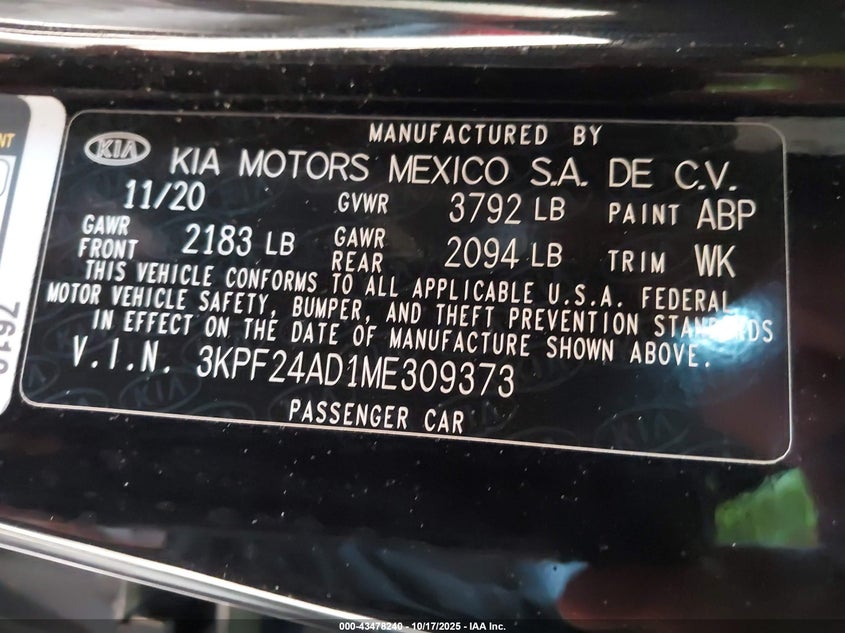 MANUFACTURED BY
KIA KIA MOTORS MEXICO S.A. DE C.V.
11/20 GVWR 3792 LB PAINT ABP
GAWR FRONT 2183 LB GAWR REAR 2094 LB TRIM WK
THIS VEHICLE CONFORMS TO ALL APPLICABLE U.S.A. FEDERAL
MOTOR VEHICLE SAFETY, BUMPER, AND THEFT PREVENTION STANDARDS
IN EFFECT ON THE DATE OF MANUFACTURE SHOWN ABOVE.
V.I.N. 3KPF24AD1ME309373
PASSENGER CAR
000-43476240 - 10/17/2025 - IAA Inc.